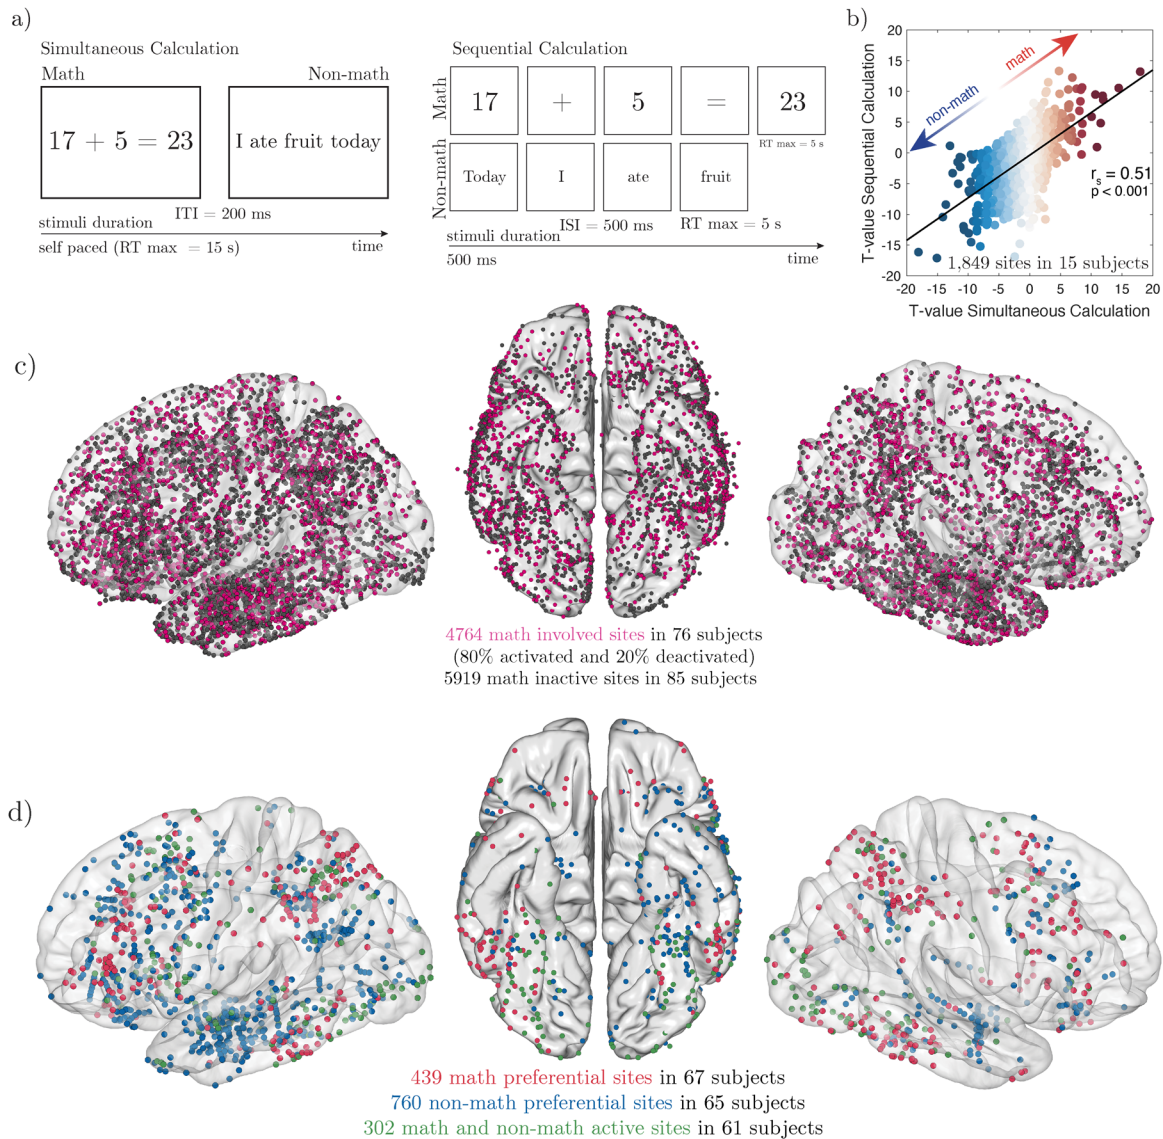 a)
Simultaneous Calculation
Math
Non-math
17 + 5 = 23
I ate fruit today
ITI = 200 ms
stimuli duration
self paced (RT max = 15 s)
time
Sequential Calculation
Math
17
+
5
=
23
RT max = 5 s
Non-math
Today
I
ate
fruit
ISI = 500 ms
RT max = 5 s
stimuli duration
500 ms
time
b)
T-value Sequential Calculation
20
15
10
5
0
-5
-10
-15
-20
math
non-math
rs = 0.51
p < 0.001
1,849 sites in 15 subjects
-20 -15 -10 -5 0 5 10 15 20
T-value Simultaneous Calculation
c)
4764 math involved sites in 76 subjects
(80% activated and 20% deactivated)
5919 math inactive sites in 85 subjects
d)
439 math preferential sites in 67 subjects
760 non-math preferential sites in 65 subjects
302 math and non-math active sites in 61 subjects